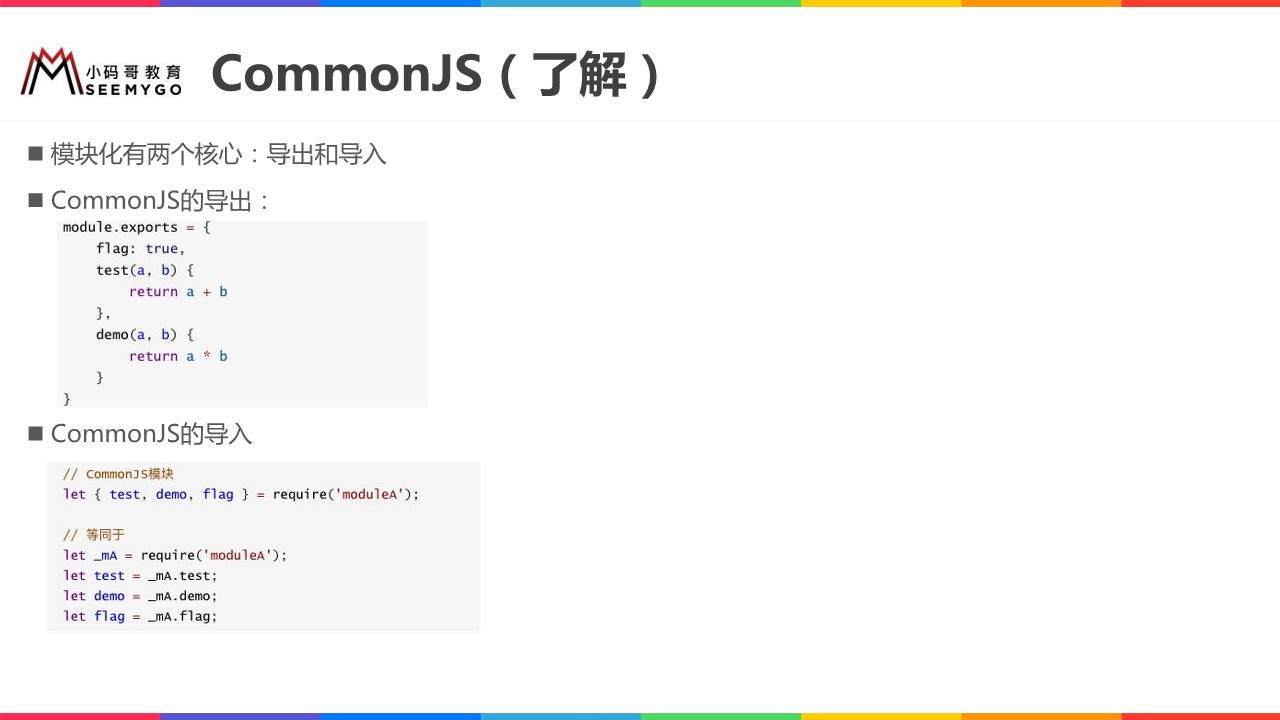 小码哥教育
SEEMYGO
CommonJS（了解）
■ 模块化有两个核心：导出和导入
■ CommonJS的导出：
module.exports = {
    flag: true,
    test(a, b) {
        return a + b
    },
    demo(a, b) {
        return a * b
    }
}
■ CommonJS的导入
// CommonJS模块
let { test, demo, flag } = require('moduleA');

// 等同于
let _mA = require('moduleA');
let test = _mA.test;
let demo = _mA.demo;
let flag = _mA.flag;